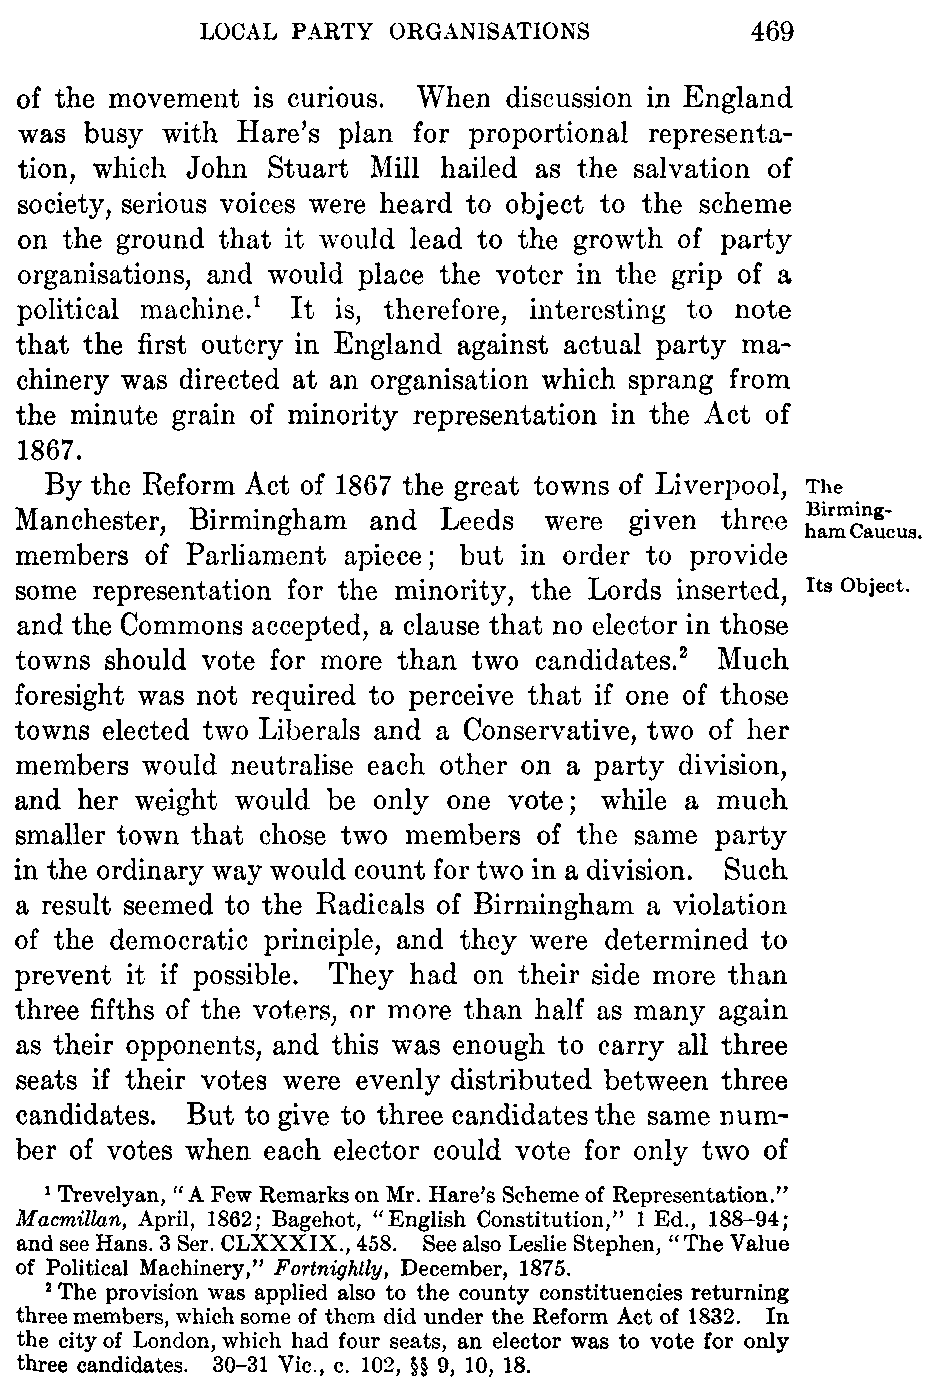 LOCAL PARTY ORGANISATIONS 469
of the movement is curious. When discussion in England
was busy with Hare's plan for proportional representa-
tion, which John Stuart Mill hailed as the salvation of
society, serious voices were heard to object to the scheme
on the ground that it would lead to the growth of party
organisations, and would place the voter in the grip of a
political machine.¹ It is, therefore, interesting to note
that the first outcry in England against actual party ma-
chinery was directed at an organisation which sprang from
the minute grain of minority representation in the Act of
1867.
By the Reform Act of 1867 the great towns of Liverpool,
Manchester, Birmingham and Leeds were given three
members of Parliament apiece; but in order to provide
some representation for the minority, the Lords inserted,
and the Commons accepted, a clause that no elector in those
towns should vote for more than two candidates.² Much
foresight was not required to perceive that if one of those
towns elected two Liberals and a Conservative, two of her
members would neutralise each other on a party division,
and her weight would be only one vote; while a much
smaller town that chose two members of the same party
in the ordinary way would count for two in a division. Such
a result seemed to the Radicals of Birmingham a violation
of the democratic principle, and they were determined to
prevent it if possible. They had on their side more than
three fifths of the voters, or more than half as many again
as their opponents, and this was enough to carry all three
seats if their votes were evenly distributed between three
candidates. But to give to three candidates the same num-
ber of votes when each elector could vote for only two of
The
Birming-
ham Caucus.
Its Object.
¹ Trevelyan, "A Few Remarks on Mr. Hare's Scheme of Representation."
Macmillan, April, 1862; Bagehot, "English Constitution," 1 Ed., 188–94;
and see Hans. 3 Ser. CLXXXIX., 458. See also Leslie Stephen, "The Value
of Political Machinery," Fortnightly, December, 1875.
² The provision was applied also to the county constituencies returning
three members, which some of them did under the Reform Act of 1832. In
the city of London, which had four seats, an elector was to vote for only
three candidates. 30–31 Vic., c. 102, §§ 9, 10, 18.